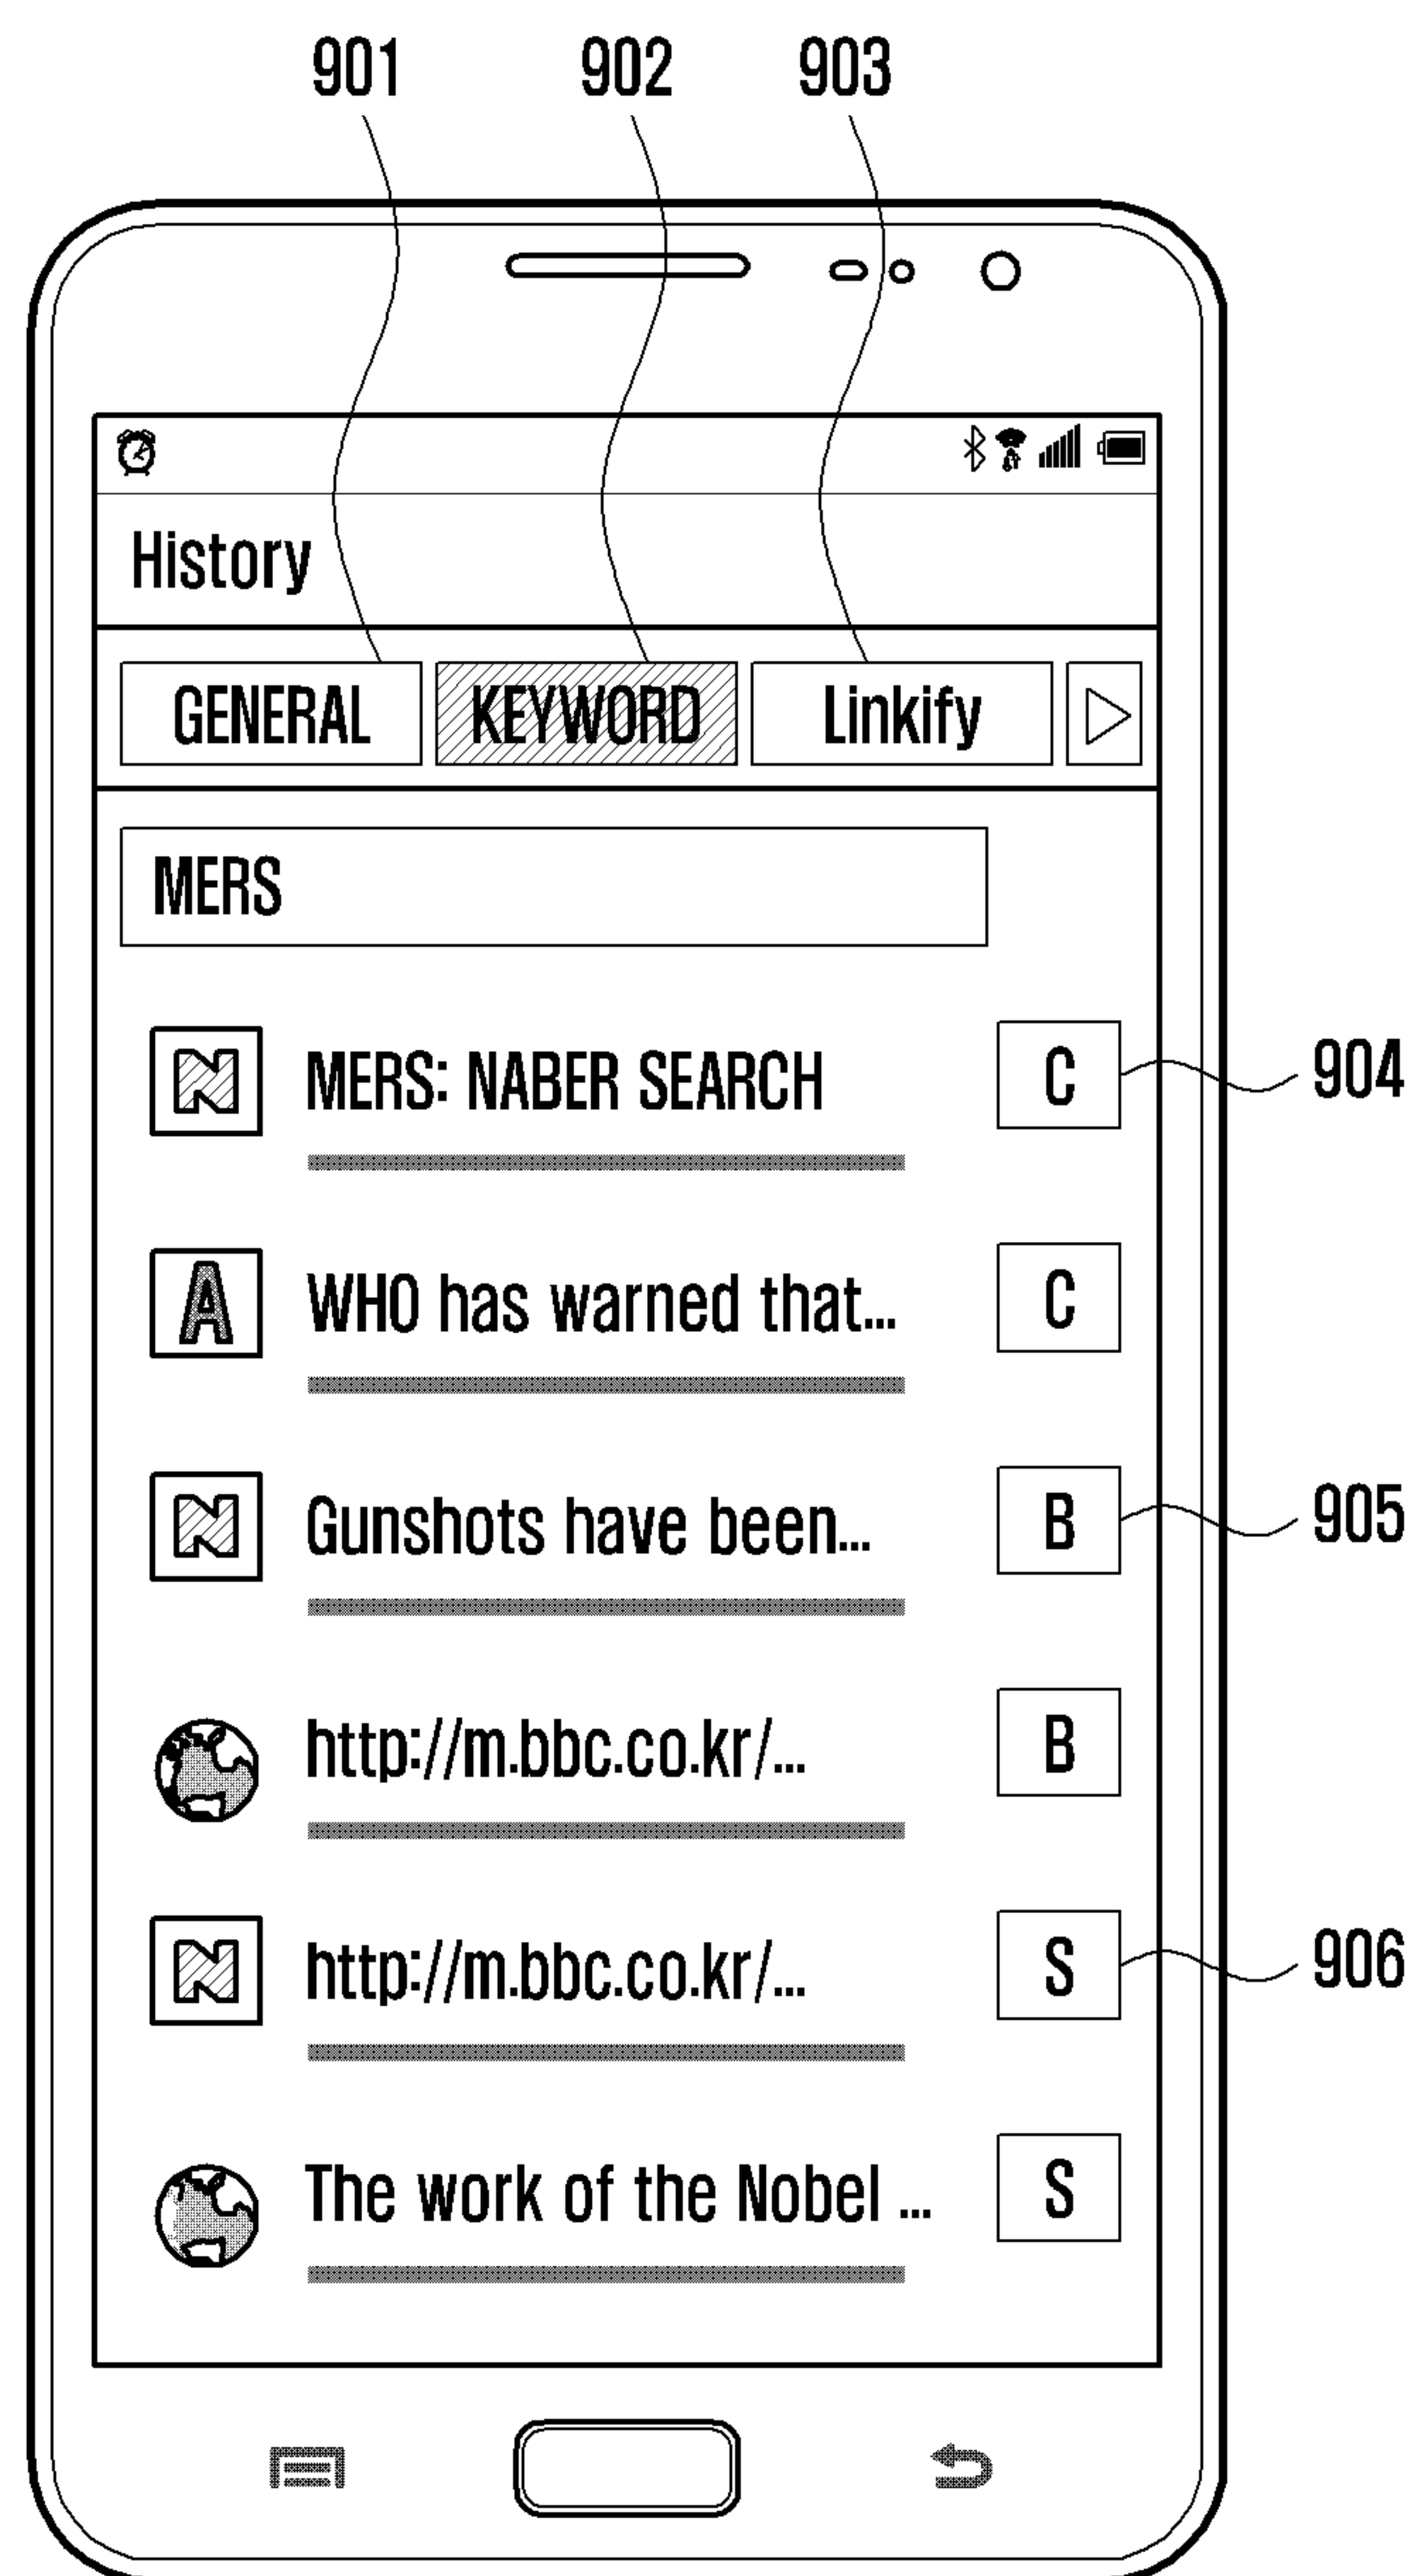 901 902 903
History
GENERAL KEYWORD Linkify
MERS
N MERS: NABER SEARCH C 904
A WHO has warned that... C
N Gunshots have been... B 905
http://m.bbc.co.kr/... B
N http://m.bbc.co.kr/... S 906
The work of the Nobel ... S